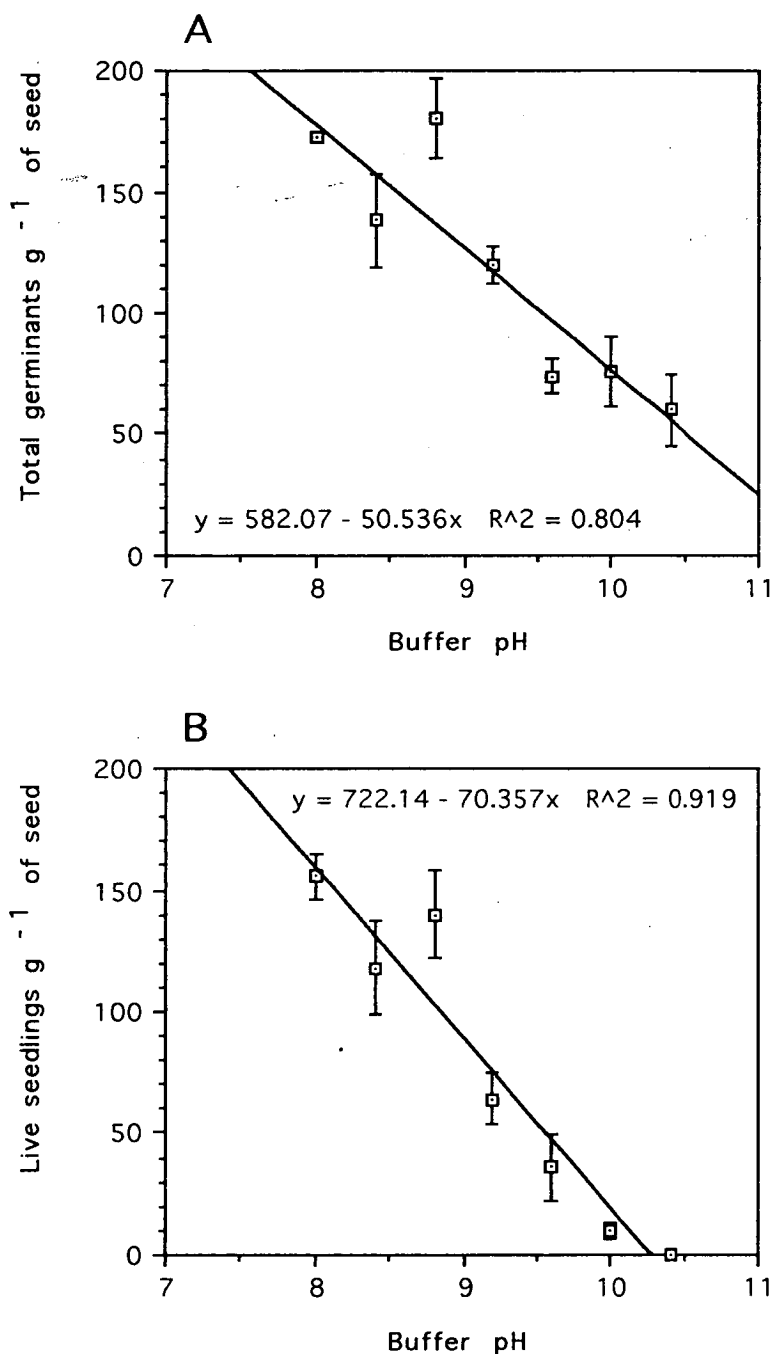 A
Total germinants g -1 of seed
200
150
100
50
0
y = 582.07 - 50.536x R^2 = 0.804
7 8 9 10 11
Buffer pH
B
Live seedlings g -1 of seed
200
y = 722.14 - 70.357x R^2 = 0.919
150
100
50
0
7 8 9 10 11
Buffer pH